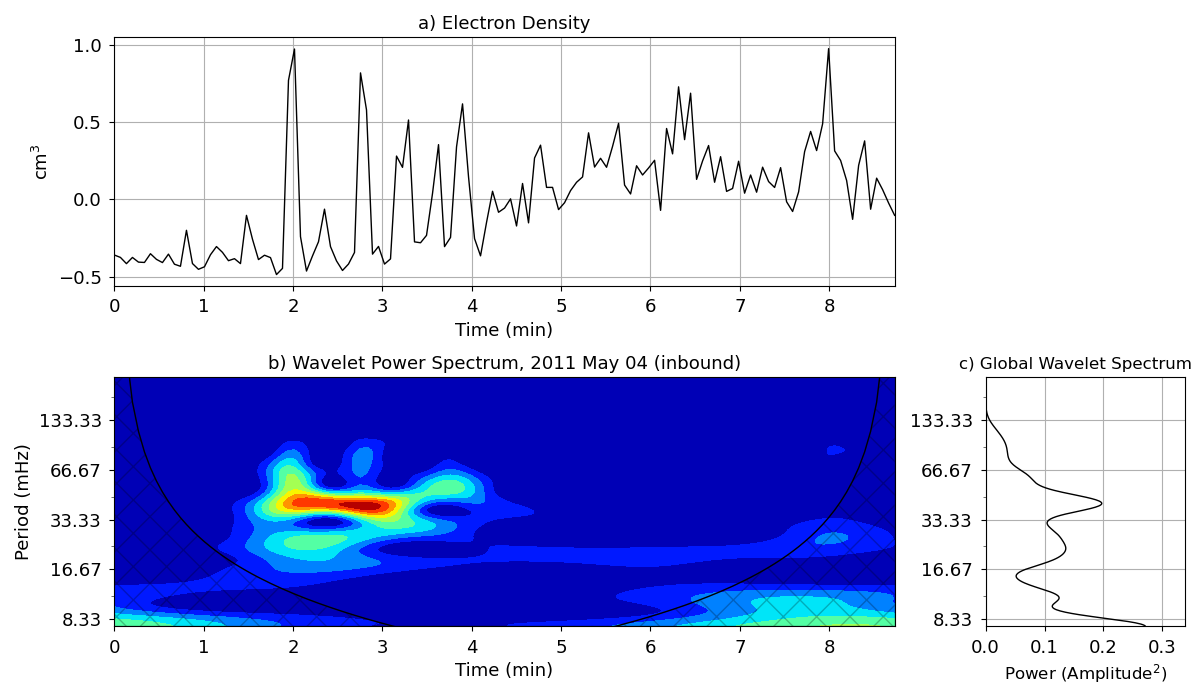 a) Electron Density
1.0
0.5
0.0
−0.5
cm³
0 1 2 3 4 5 6 7 8
Time (min)
b) Wavelet Power Spectrum, 2011 May 04 (inbound)
133.33
66.67
33.33
16.67
8.33
Period (mHz)
0 1 2 3 4 5 6 7 8
Time (min)
c) Global Wavelet Spectrum
133.33
66.67
33.33
16.67
8.33
0.0 0.1 0.2 0.3
Power (Amplitude²)